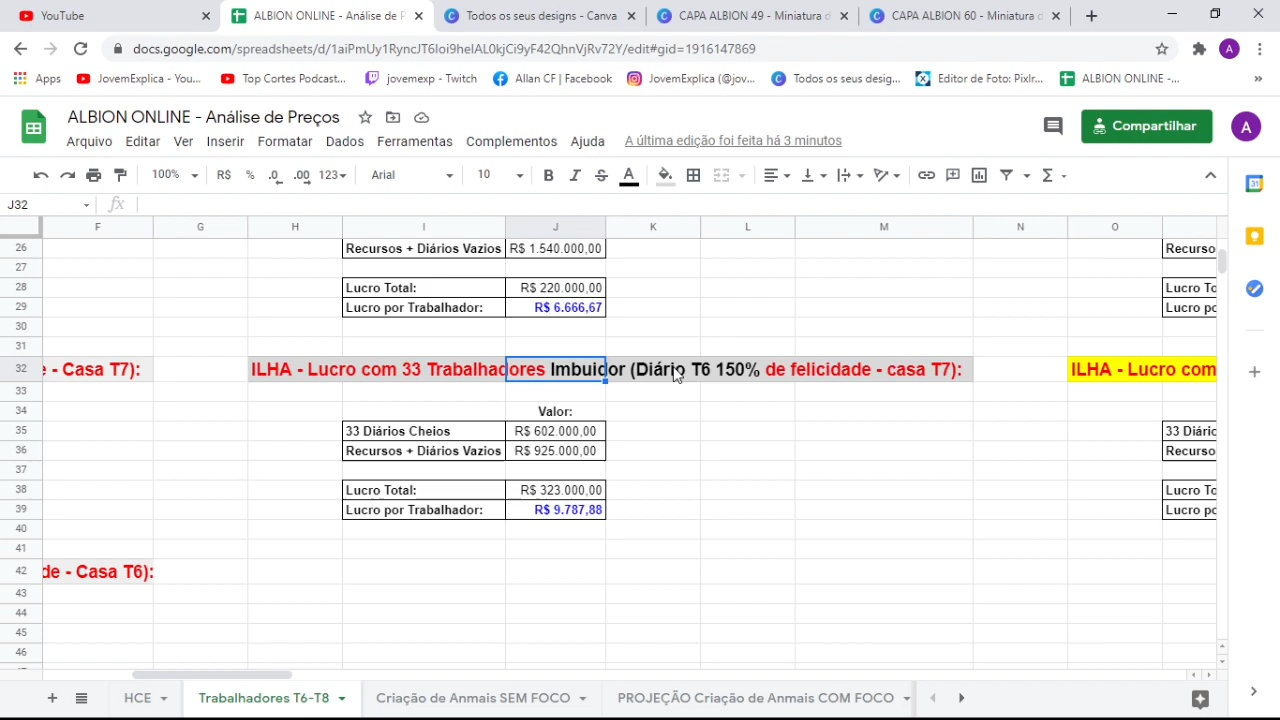 YouTube
ALBION ONLINE - Análise de P
Todos os seus designs - Canva
CAPA ALBION 49 - Miniatura d
CAPA ALBION 60 - Miniatura d
docs.google.com/spreadsheets/d/1aiPmUy1RyncJT6Ioi9heIAL0kjCi9yF42QhnVjRv72Y/edit#gid=1916147869
A
Apps
JovemExplica - You...
Top Cortes Podcast...
jovemexp - Twitch
Allan CF | Facebook
JovemExplica (@jov...
Todos os seus desig...
Editor de Foto: Pixlr...
ALBION ONLINE -...
»
ALBION ONLINE - Análise de Preços
Compartilhar
A
Arquivo Editar Ver Inserir Formatar Dados Ferramentas Complementos Ajuda A última edição foi feita há 3 minutos
100% R$ % .0 .00 123 Arial 10 B I S A Σ
31
J32 fx
F G H I J K L M N O
26 Recursos + Diários Vazios R$ 1.540.000,00 Recurso
27
28 Lucro Total: R$ 220.000,00 Lucro To
29 Lucro por Trabalhador: R$ 6.666,67 Lucro po
30
31
32 e - Casa T7): ILHA - Lucro com 33 Trabalhadores Imbuidor (Diário T6 150% de felicidade - casa T7): ILHA - Lucro com
33
34 Valor:
35 33 Diários Cheios R$ 602.000,00 33 Diário
36 Recursos + Diários Vazios R$ 925.000,00 Recurso
37
38 Lucro Total: R$ 323.000,00 Lucro To
39 Lucro por Trabalhador: R$ 9.787,88 Lucro po
40
41
42 de - Casa T6):
43
44
45
46
HCE
Trabalhadores T6-T8
Criação de Anmais SEM FOCO
PROJEÇÃO Criação de Anmais COM FOCO